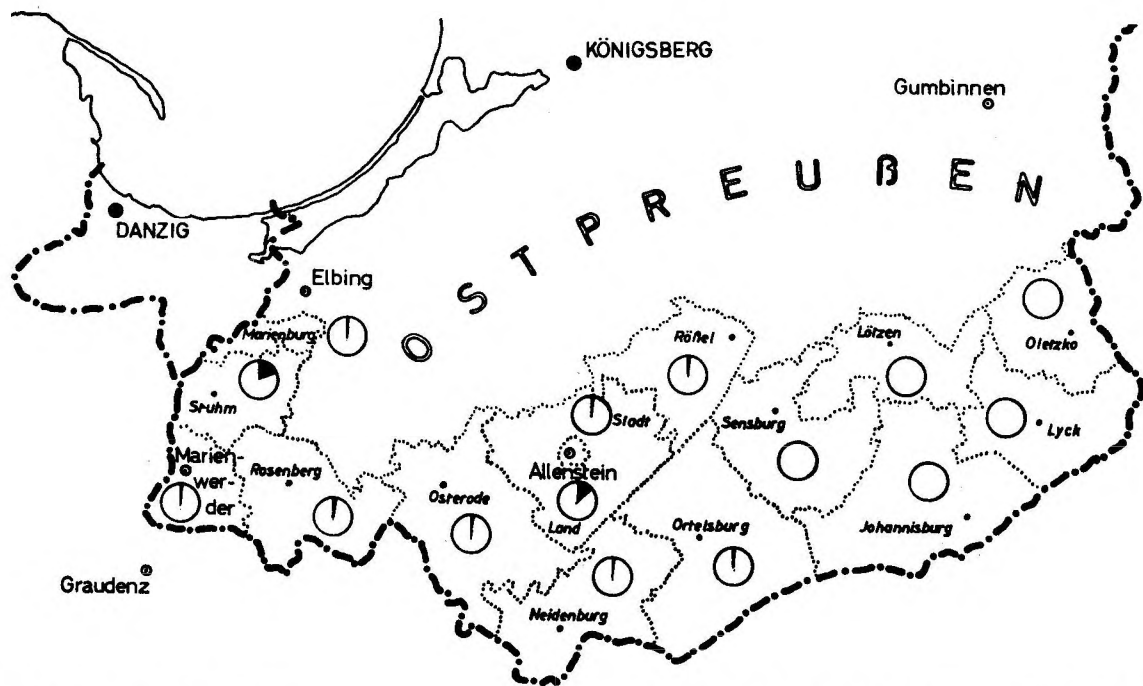 KÖNIGSBERG
Gumbinnen
DANZIG
OSTPREUßEN
Elbing
Marienburg
Rößel
Lötzen
Oletzko
Stuhm
Stadt
Sensburg
Lyck
Marien-
wer-
der
Rosenberg
Allenstein
Osterode
Land
Ortelsburg
Johannisburg
Graudenz
Neidenburg